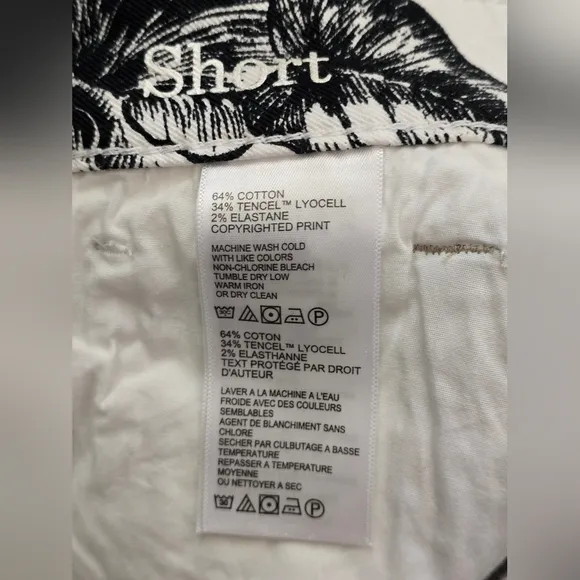 Short
64% COTTON
34% TENCEL™ LYOCELL
2% ELASTANE
COPYRIGHTED PRINT
MACHINE WASH COLD
WITH LIKE COLORS
NON-CHLORINE BLEACH
TUMBLE DRY LOW
WARM IRON
OR DRY CLEAN
64% COTON
34% TENCEL™ LYOCELL
2% ELASTHANNE
TEXT PROTÉGÉ PAR DROIT
D'AUTEUR
LAVER A LA MACHINE A L'EAU
FROIDE AVEC DES COULEURS
SEMBLABLES
AGENT DE BLANCHIMENT SANS
CHLORE
SECHER PAR CULBUTAGE A BASSE
TEMPERATURE
REPASSER A TEMPERATURE
MOYENNE
OU NETTOYER A SEC